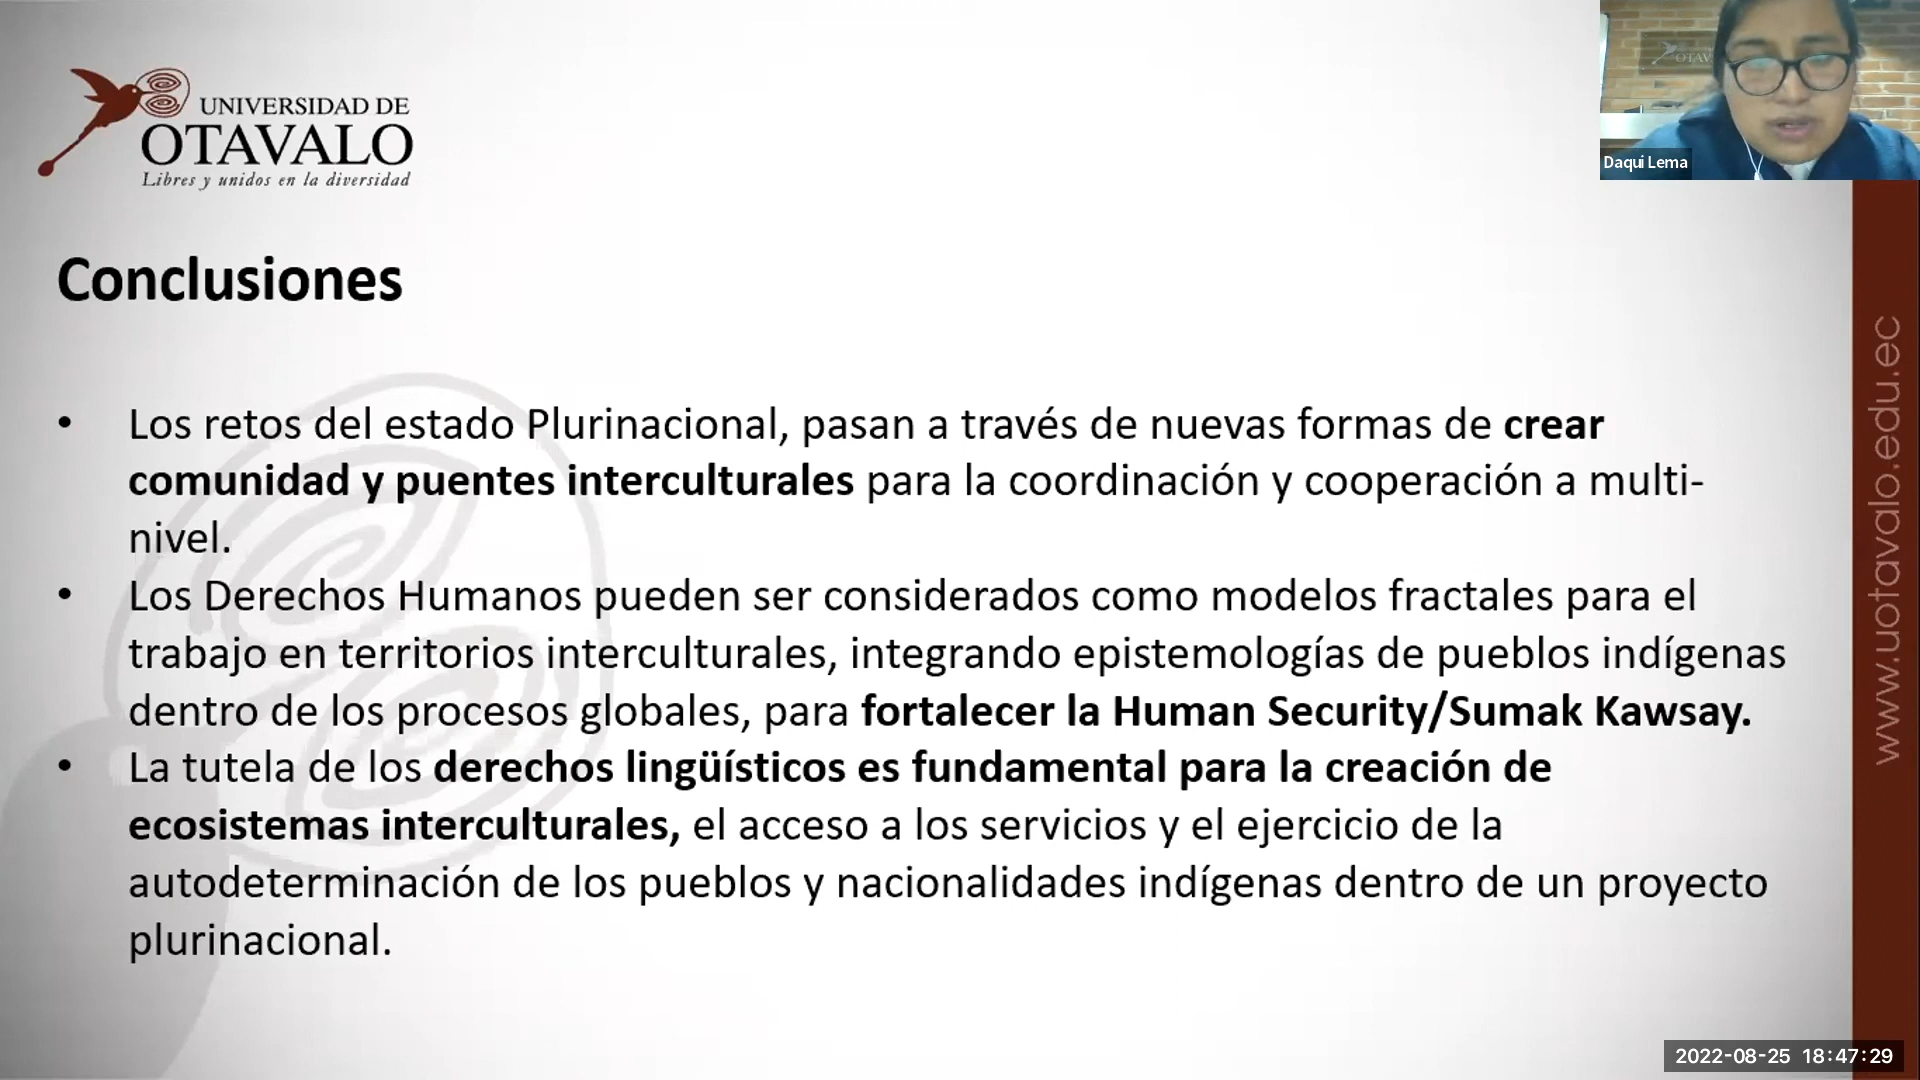 UNIVERSIDAD DE
OTAVALO
Libres y unidos en la diversidad
OTAV
Daqui Lema
Conclusiones
• Los retos del estado Plurinacional, pasan a través de nuevas formas de crear
comunidad y puentes interculturales para la coordinación y cooperación a multi-
nivel.
• Los Derechos Humanos pueden ser considerados como modelos fractales para el
trabajo en territorios interculturales, integrando epistemologías de pueblos indígenas
dentro de los procesos globales, para fortalecer la Human Security/Sumak Kawsay.
• La tutela de los derechos lingüísticos es fundamental para la creación de
ecosistemas interculturales, el acceso a los servicios y el ejercicio de la
autodeterminación de los pueblos y nacionalidades indígenas dentro de un proyecto
plurinacional.
www.uotavalo.edu.ec
2022-08-25 18:47:29